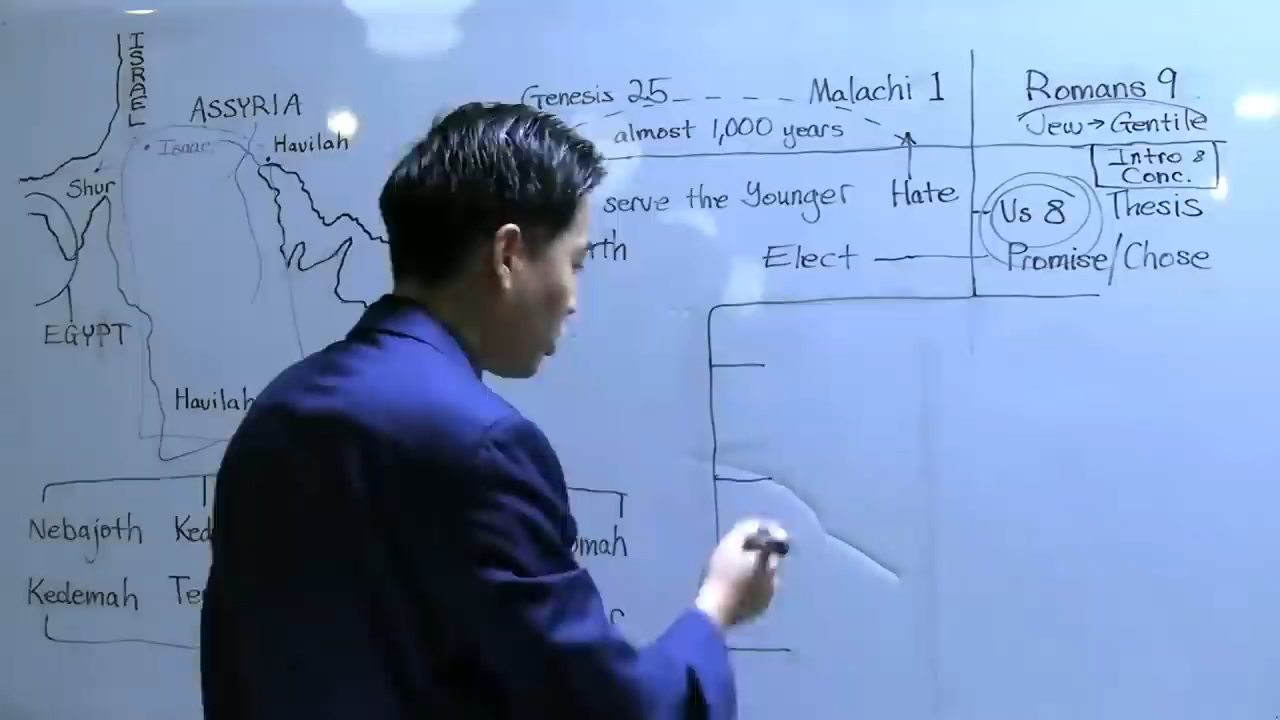 ISRAEL
ASSYRIA
Isaac
Havilah
Shur
EGYPT
Havilah
Nebajoth
Kedemah
Genesis 25 - - - - Malachi 1
almost 1,000 years
serve the Younger Hate
Elect
Romans 9
Jew → Gentile
Intro &
Conc.
Vs 8 Thesis
Promise/Chose